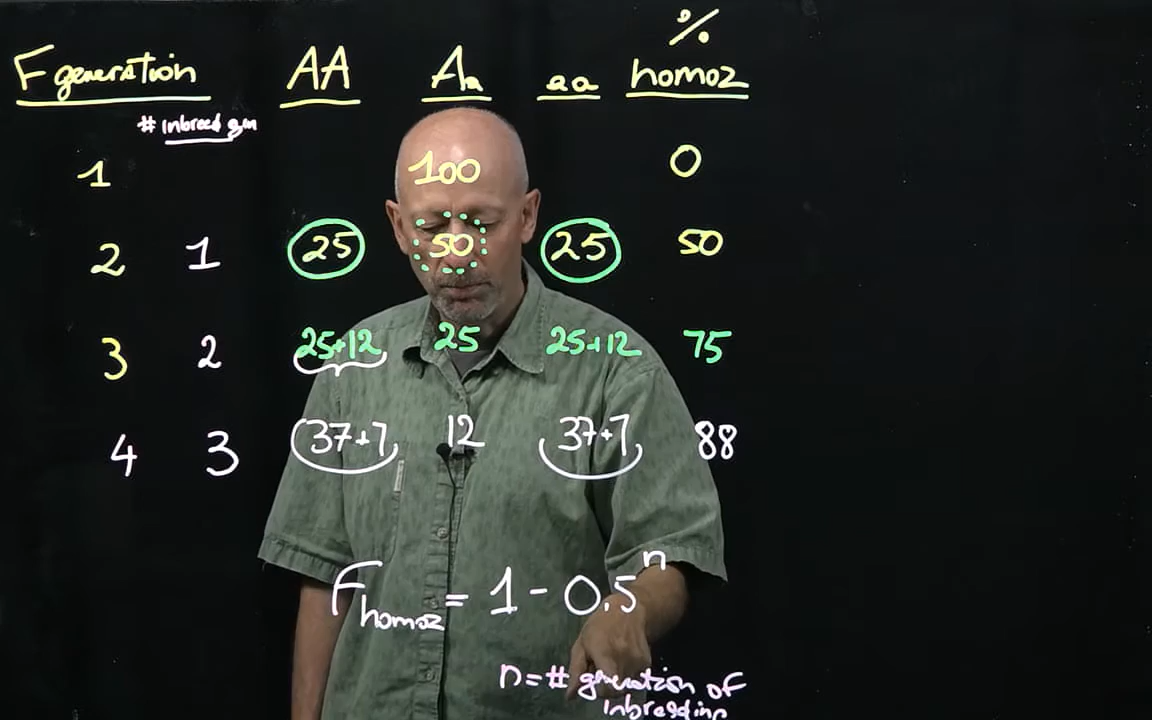 %
F generation AA Aa aa homoz
# Inbreed gen
1 100 0
2 1 25 50 25 50
3 2 25+12 25 25+12 75
4 3 37+7 12 37+7 88
F homoz = 1 - 0.5^n
n = # generation of
inbreeding